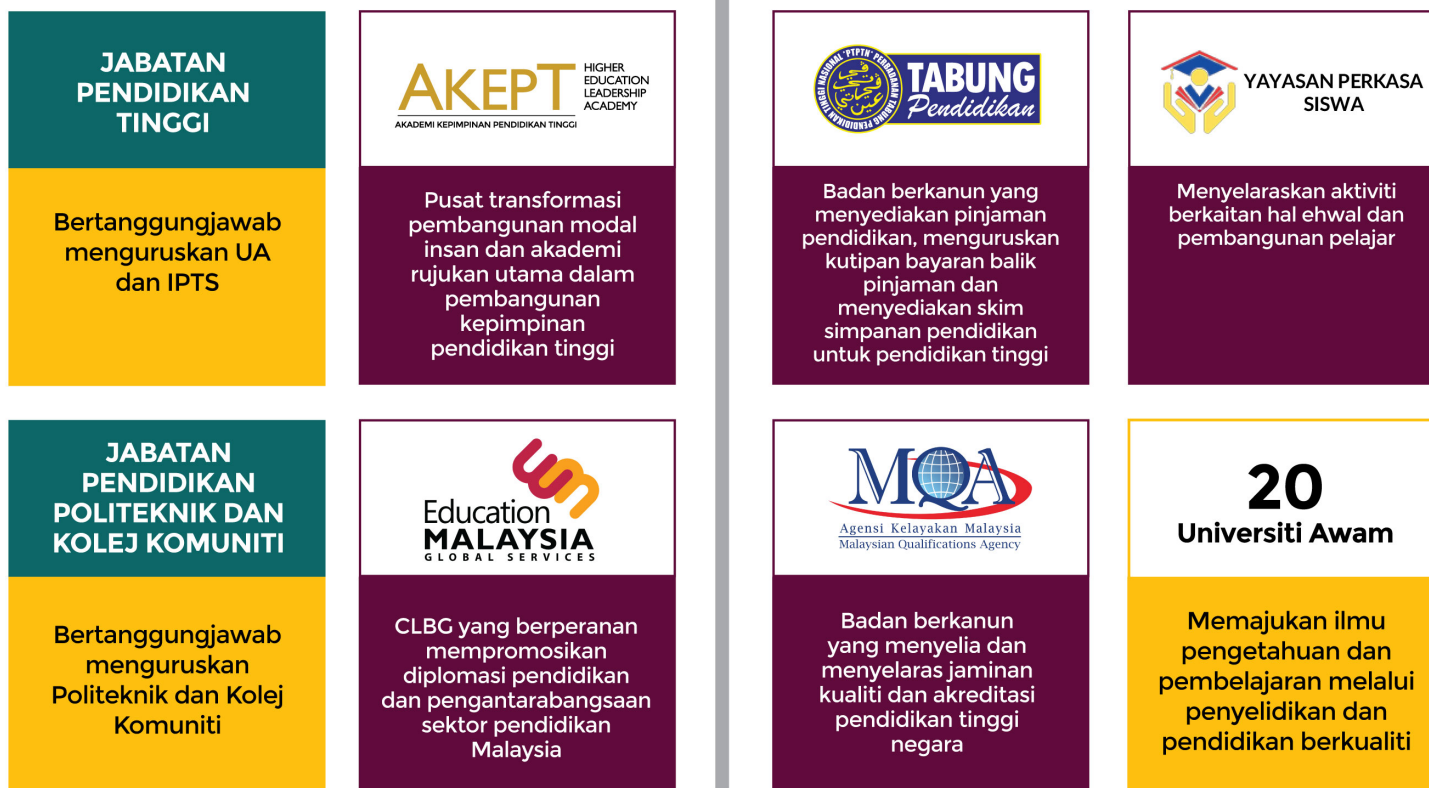 JABATAN
PENDIDIKAN
TINGGI
Bertanggungjawab
menguruskan UA
dan IPTS
AKEPT
HIGHER
EDUCATION
LEADERSHIP
ACADEMY
AKADEMI KEPIMPINAN PENDIDIKAN TINGGI
Pusat transformasi
pembangunan modal
insan dan akademi
rujukan utama dalam
pembangunan
kepimpinan
pendidikan tinggi
PERBADANAN TABUNG PENDIDIKAN TINGGI NASIONAL "PTPTN"
TABUNG
Pendidikan
Badan berkanun yang
menyediakan pinjaman
pendidikan, menguruskan
kutipan bayaran balik
pinjaman dan
menyediakan skim
simpanan pendidikan
untuk pendidikan tinggi
YAYASAN PERKASA
SISWA
Menyelaraskan aktiviti
berkaitan hal ehwal dan
pembangunan pelajar
JABATAN
PENDIDIKAN
POLITEKNIK DAN
KOLEJ KOMUNITI
Bertanggungjawab
menguruskan
Politeknik dan Kolej
Komuniti
Education
MALAYSIA
GLOBAL SERVICES
CLBG yang berperanan
mempromosikan
diplomasi pendidikan
dan pengantarabangsaan
sektor pendidikan
Malaysia
MQA
Agensi Kelayakan Malaysia
Malaysian Qualifications Agency
Badan berkanun
yang menyelia dan
menyelaras jaminan
kualiti dan akreditasi
pendidikan tinggi
negara
20
Universiti Awam
Memajukan ilmu
pengetahuan dan
pembelajaran melalui
penyelidikan dan
pendidikan berkualiti